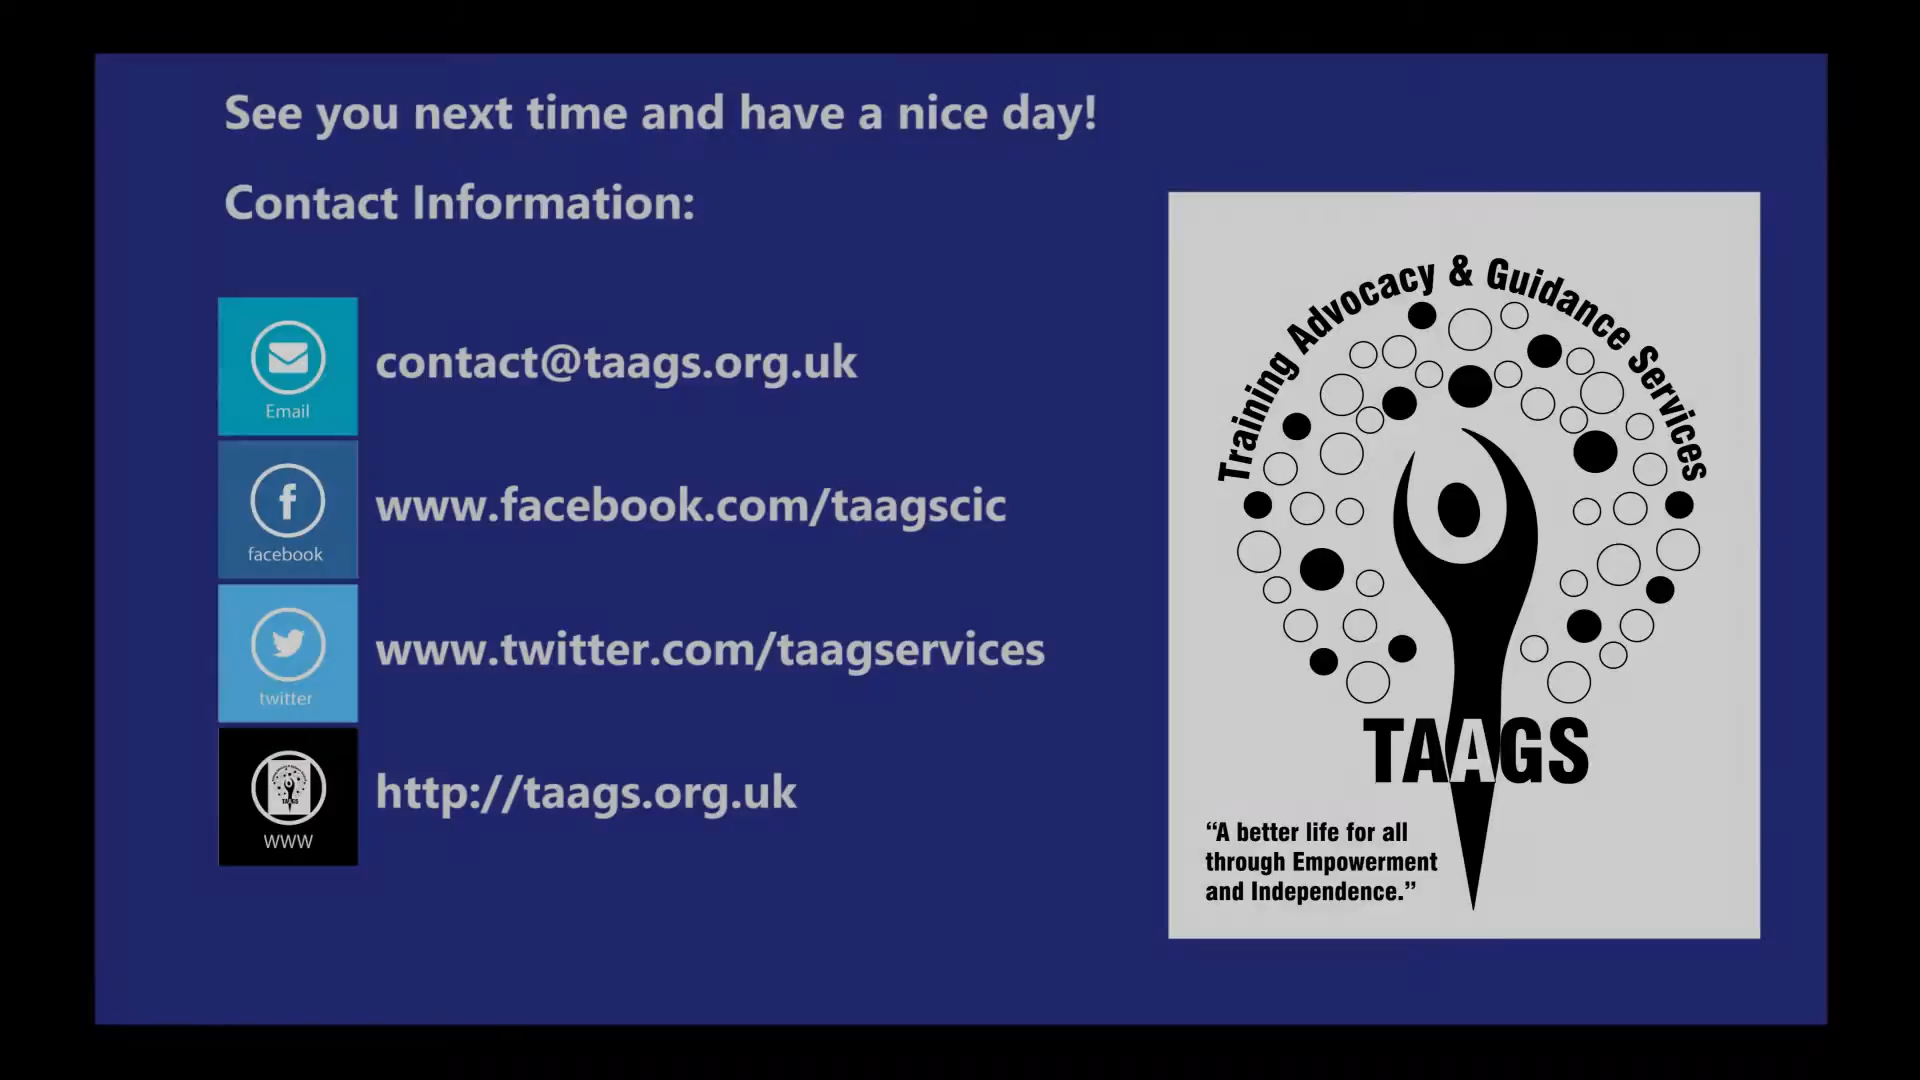 See you next time and have a nice day!
Contact Information:
Email
contact@taags.org.uk
facebook
www.facebook.com/taagscic
twitter
www.twitter.com/taagservices
TAAGS
WWW
http://taags.org.uk
Training Advocacy & Guidance Services
TAAGS
“A better life for all
through Empowerment
and Independence.”